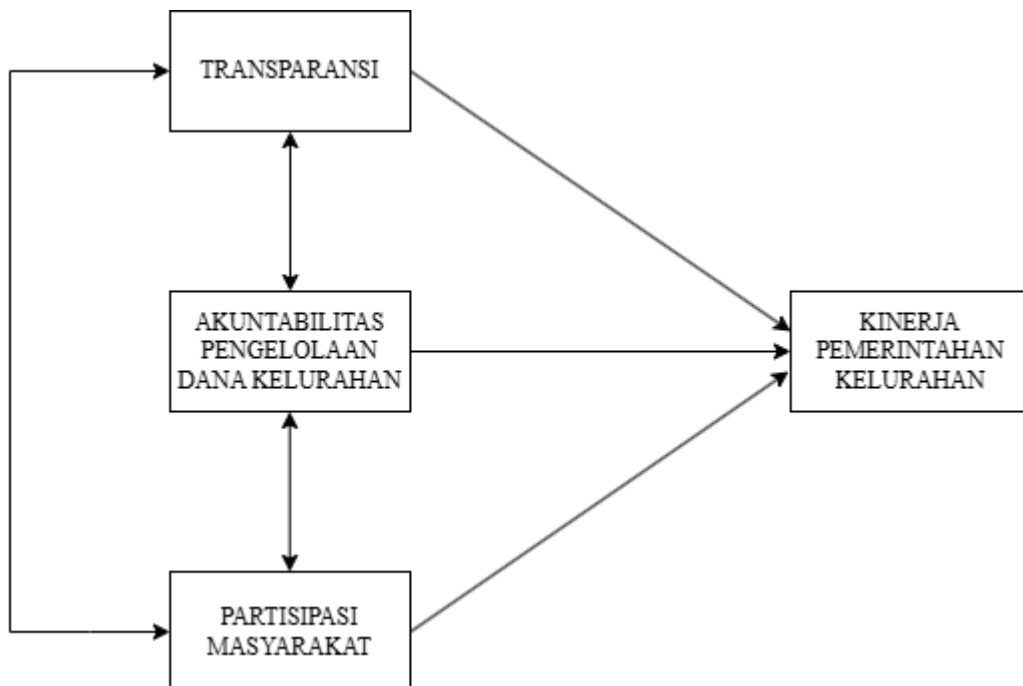 TRANSPARANSI
AKUNTABILITAS
PENGELOLAAN
DANA KELURAHAN
KINERJA
PEMERINTAHAN
KELURAHAN
PARTISIPASI
MASYARAKAT